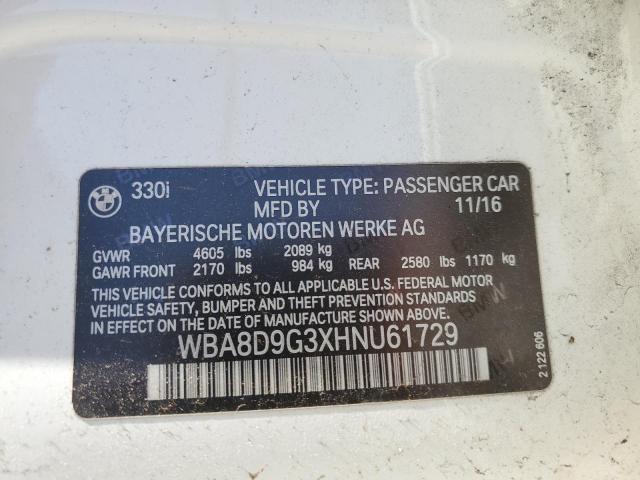 BMW 330i VEHICLE TYPE: PASSENGER CAR
MFD BY 11/16
BAYERISCHE MOTOREN WERKE AG
GVWR 4605 lbs 2089 kg
GAWR FRONT 2170 lbs 984 kg REAR 2580 lbs 1170 kg
THIS VEHICLE CONFORMS TO ALL APPLICABLE U.S. FEDERAL MOTOR
VEHICLE SAFETY, BUMPER AND THEFT PREVENTION STANDARDS
IN EFFECT ON THE DATE OF MANUFACTURE SHOWN ABOVE.
WBA8D9G3XHNU61729
2 122 606